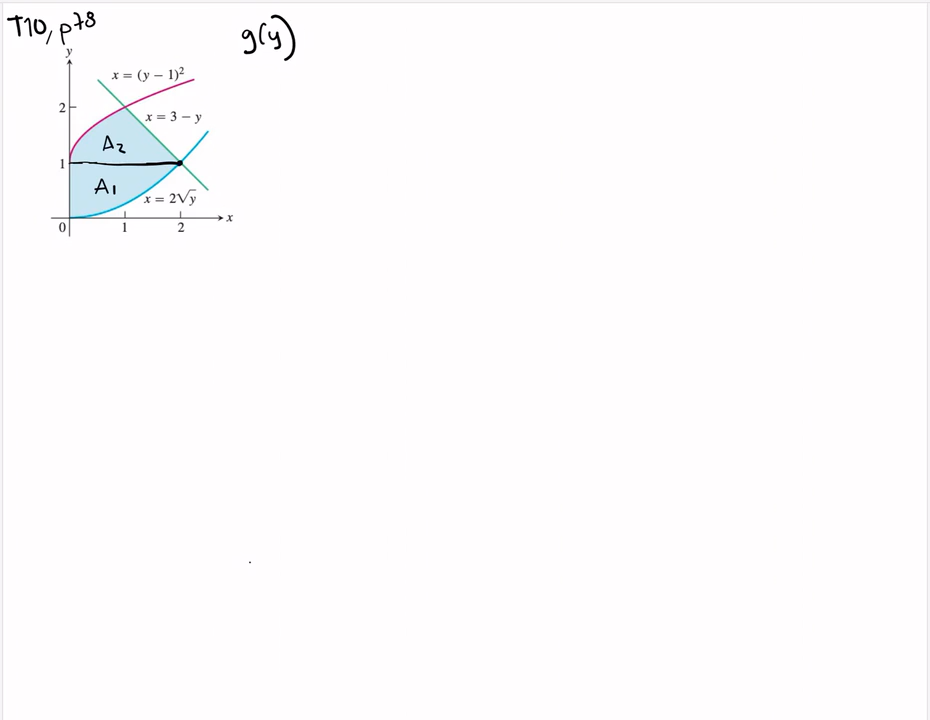 T10, p78
g(y)
y
x = (y − 1)²
2
x = 3 − y
A₂
1
A₁
x = 2√y
x
0 1 2